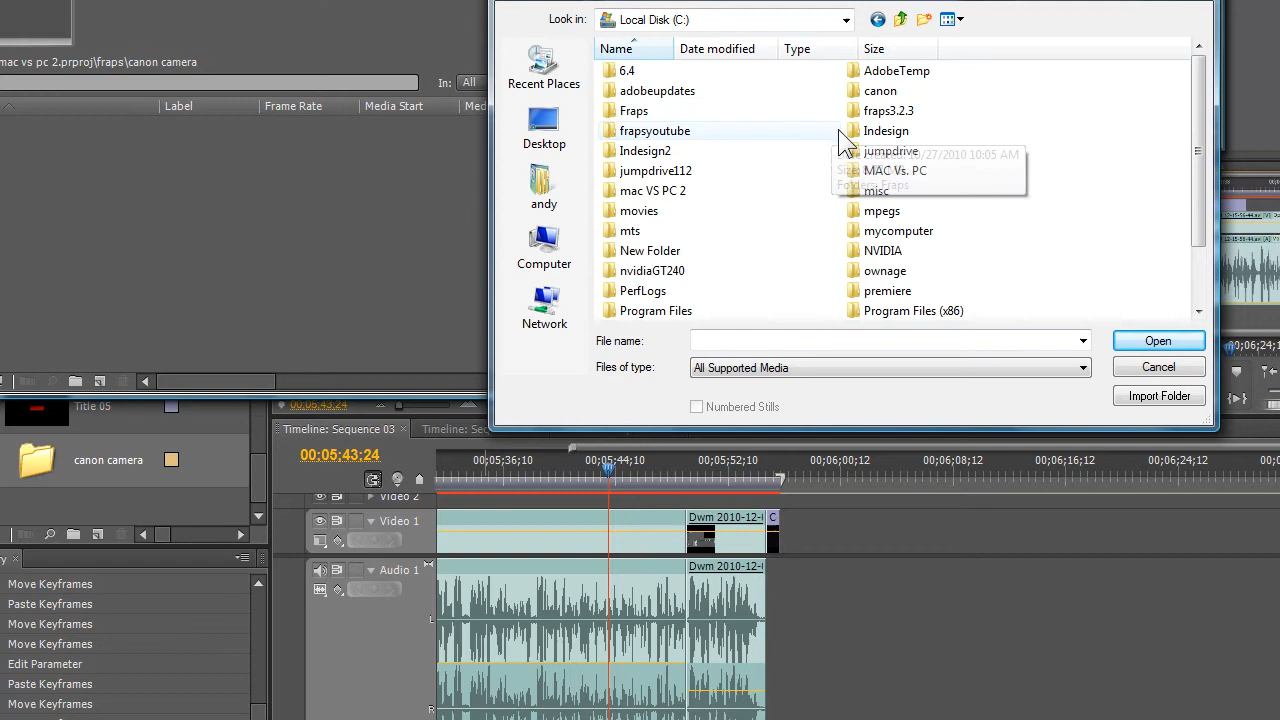 Look in:
Local Disk (C:)
mac vs pc 2.prproj\fraps\canon camera
In:
All
Label
Frame Rate
Media Start
Med
Name
Date modified
Type
Size
Recent Places
Desktop
andy
Computer
Network
6.4
AdobeTemp
adobeupdates
canon
Fraps
fraps3.2.3
frapsyoutube
Indesign
Indesign2
jumpdrive
Date created: 10/27/2010 10:05 AM
jumpdrive112
MAC Vs. PC
Folders: Fraps
mac VS PC 2
misc
movies
mpegs
mts
mycomputer
New Folder
NVIDIA
nvidiaGT240
ownage
PerfLogs
premiere
Program Files
Program Files (x86)
File name:
Open
Files of type:
All Supported Media
Cancel
Numbered Stills
Import Folder
00;06;24;1
Title 05
00;05;43;24
canon camera
Timeline: Sequence 03
Timeline: Sec
00;05;43;24
00;05;36;10
00;05;44;10
00;05;52;10
00;06;00;12
00;06;08;12
00;06;16;12
00;06;24;12
00;0
Video 2
Video 1
Dwm 2010-12-
C
Audio 1
Dwm 2010-12-
L
R
ry
Move Keyframes
Paste Keyframes
Move Keyframes
Move Keyframes
Edit Parameter
Paste Keyframes
Move Keyframes